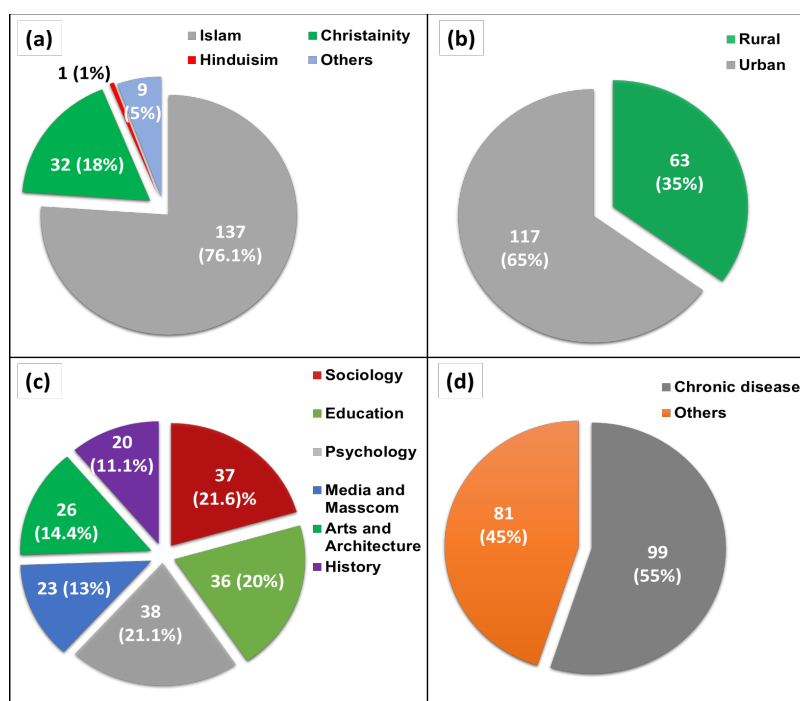 (a)
Islam
Christainity
Hinduisim
Others
1 (1%)
9
(5%)
32 (18%)
137
(76.1%)
(b)
Rural
Urban
63
(35%)
117
(65%)
(c)
Sociology
Education
Psychology
Media and
Masscom
Arts and
Architecture
History
20
(11.1%)
37
(21.6)%
26
(14.4%)
36 (20%)
23 (13%)
38
(21.1%)
(d)
Chronic disease
Others
81
(45%)
99
(55%)